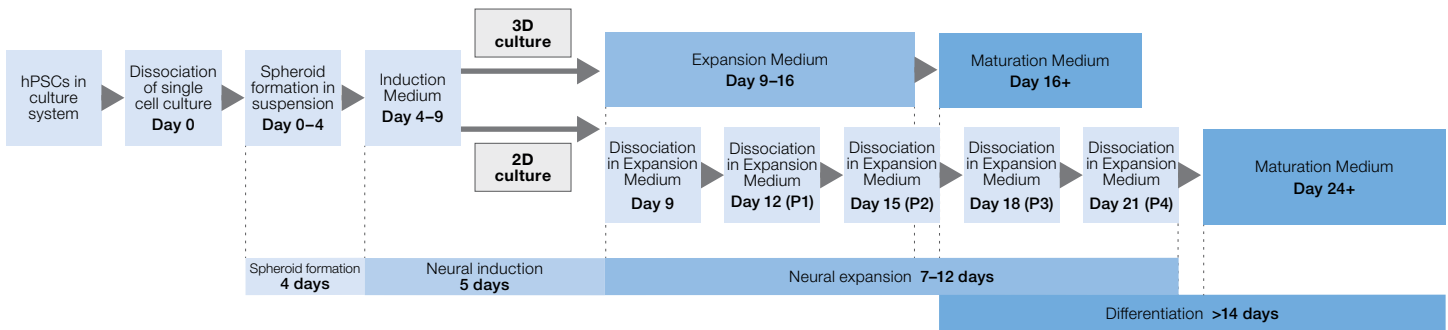 hPSCs in
culture
system
Dissociation
of single
cell culture
Day 0
Spheroid
formation in
suspension
Day 0–4
Induction
Medium
Day 4–9
3D
culture
2D
culture
Expansion Medium
Day 9–16
Maturation Medium
Day 16+
Dissociation
in Expansion
Medium
Day 9
Dissociation
in Expansion
Medium
Day 12 (P1)
Dissociation
in Expansion
Medium
Day 15 (P2)
Dissociation
in Expansion
Medium
Day 18 (P3)
Dissociation
in Expansion
Medium
Day 21 (P4)
Maturation Medium
Day 24+
Spheroid formation
4 days
Neural induction
5 days
Neural expansion 7–12 days
Differentiation >14 days